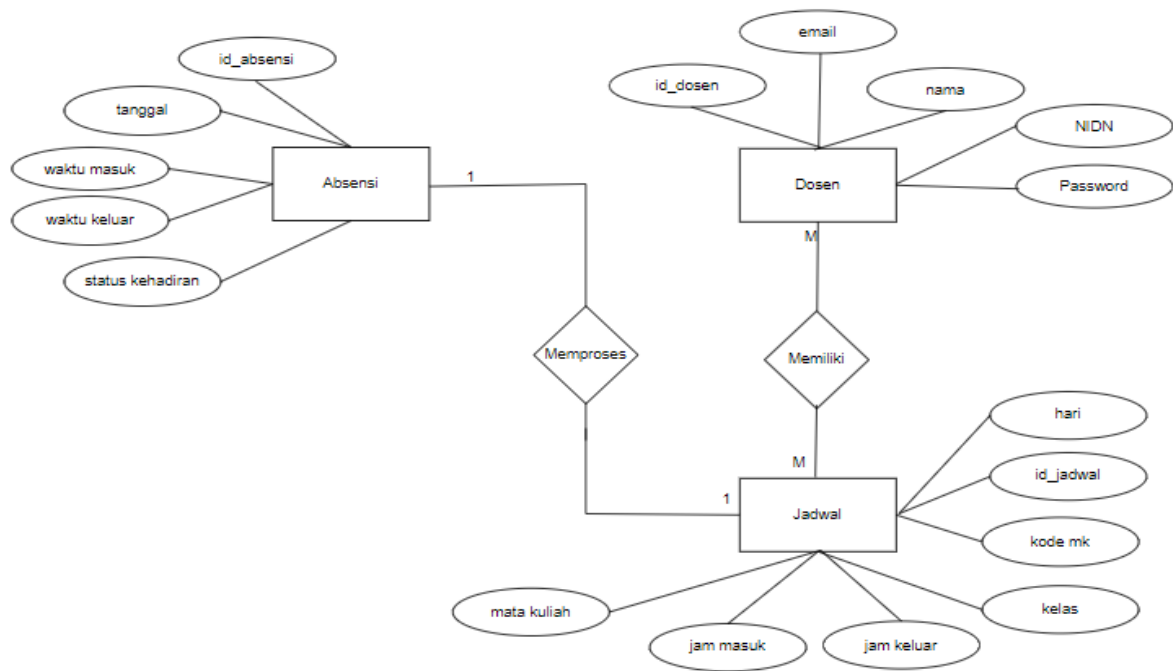 email
id_absensi
id_dosen
nama
tanggal
NIDN
waktu masuk
Absensi
1
Dosen
Password
waktu keluar
M
status kehadiran
Memproses
Memiliki
hari
M
id_jadwal
1
Jadwal
kode mk
mata kuliah
kelas
jam masuk
jam keluar